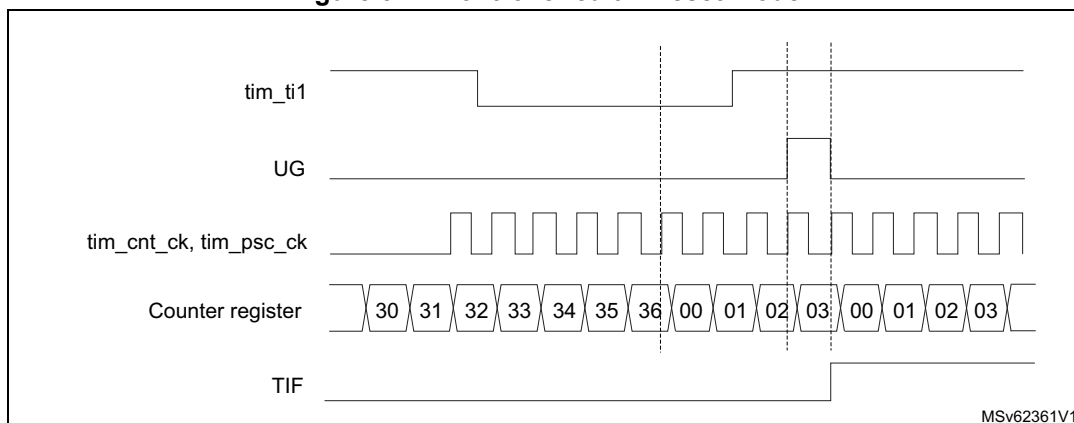 tim_ti1
UG
tim_cnt_ck, tim_psc_ck
Counter register 30 31 32 33 34 35 36 00 01 02 03 00 01 02 03
TIF
MSv62361V1